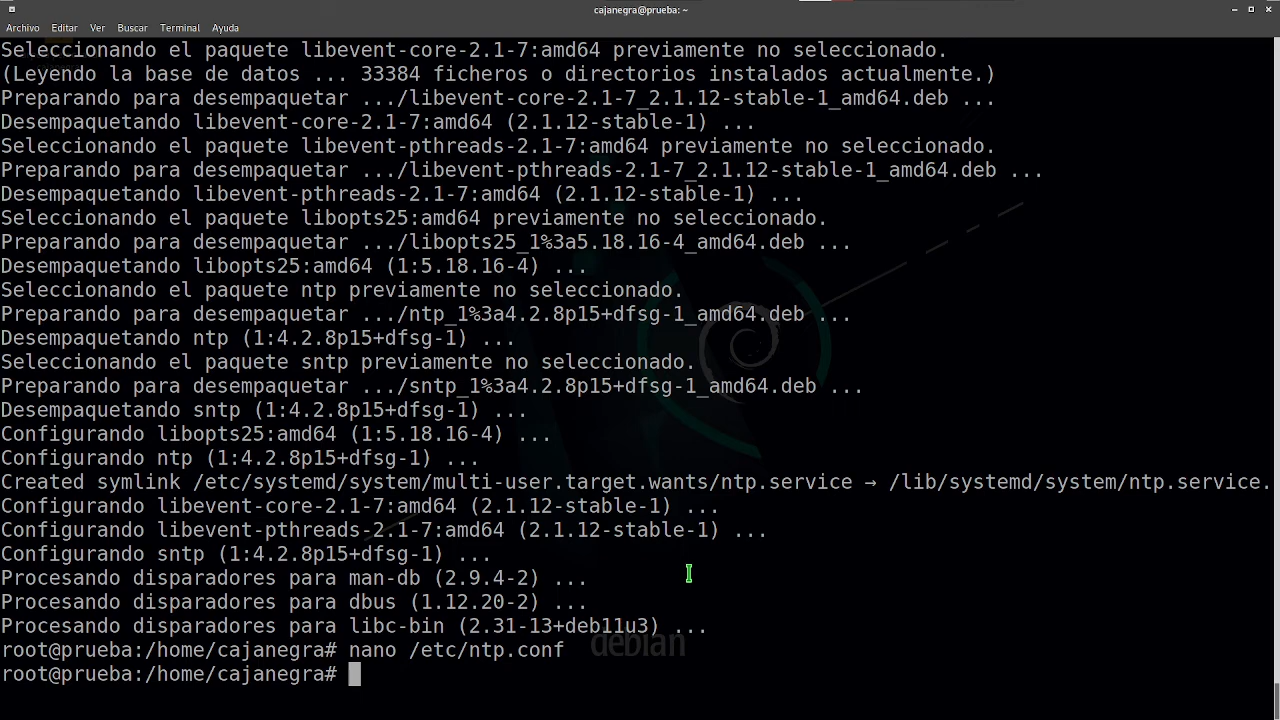 cajanegra@prueba: ~
Archivo Editar Ver Buscar Terminal Ayuda
Seleccionando el paquete libevent-core-2.1-7:amd64 previamente no seleccionado.
(Leyendo la base de datos ... 33384 ficheros o directorios instalados actualmente.)
Preparando para desempaquetar .../libevent-core-2.1-7_2.1.12-stable-1_amd64.deb ...
Desempaquetando libevent-core-2.1-7:amd64 (2.1.12-stable-1) ...
Seleccionando el paquete libevent-pthreads-2.1-7:amd64 previamente no seleccionado.
Preparando para desempaquetar .../libevent-pthreads-2.1-7_2.1.12-stable-1_amd64.deb ...
Desempaquetando libevent-pthreads-2.1-7:amd64 (2.1.12-stable-1) ...
Seleccionando el paquete libopts25:amd64 previamente no seleccionado.
Preparando para desempaquetar .../libopts25_1%3a5.18.16-4_amd64.deb ...
Desempaquetando libopts25:amd64 (1:5.18.16-4) ...
Seleccionando el paquete ntp previamente no seleccionado.
Preparando para desempaquetar .../ntp_1%3a4.2.8p15+dfsg-1_amd64.deb ...
Desempaquetando ntp (1:4.2.8p15+dfsg-1) ...
Seleccionando el paquete sntp previamente no seleccionado.
Preparando para desempaquetar .../sntp_1%3a4.2.8p15+dfsg-1_amd64.deb ...
Desempaquetando sntp (1:4.2.8p15+dfsg-1) ...
Configurando libopts25:amd64 (1:5.18.16-4) ...
Configurando ntp (1:4.2.8p15+dfsg-1) ...
Created symlink /etc/systemd/system/multi-user.target.wants/ntp.service → /lib/systemd/system/ntp.service.
Configurando libevent-core-2.1-7:amd64 (2.1.12-stable-1) ...
Configurando libevent-pthreads-2.1-7:amd64 (2.1.12-stable-1) ...
Configurando sntp (1:4.2.8p15+dfsg-1) ...
Procesando disparadores para man-db (2.9.4-2) ...
Procesando disparadores para dbus (1.12.20-2) ...
Procesando disparadores para libc-bin (2.31-13+deb11u3) ...
debian
root@prueba:/home/cajanegra# nano /etc/ntp.conf
root@prueba:/home/cajanegra#